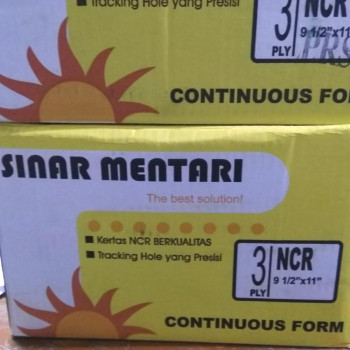 Tracking Hole yang Presisi
3 PLY
NCR
9 1/2"x11"
CONTINUOUS FO
SINAR MENTARI
The best solution!
Kertas NCR BERKUALITAS
Tracking Hole yang Presisi
3 PLY
NCR
9 1/2"x11"
CONTINUOUS FORM